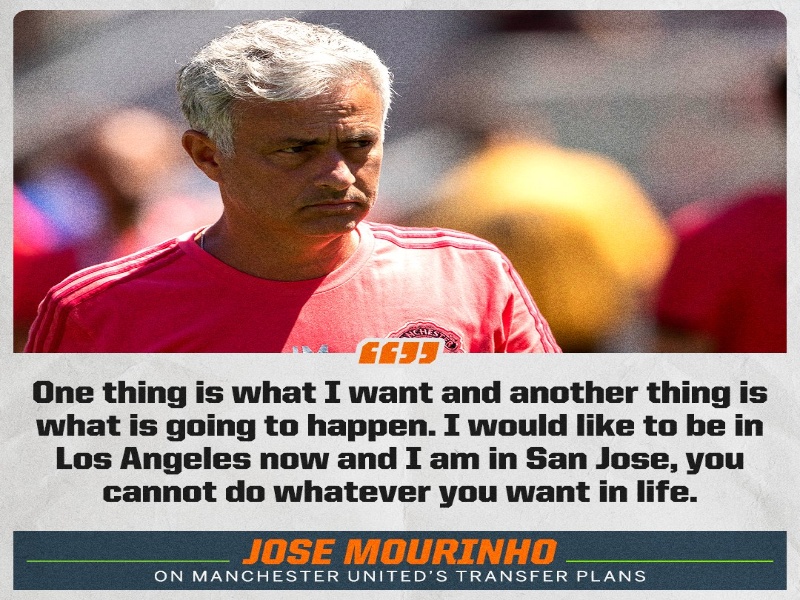 NCHEST
““””
One thing is what I want and another thing is
what is going to happen. I would like to be in
Los Angeles now and I am in San Jose, you
cannot do whatever you want in life.
JOSE MOURINHO
ON MANCHESTER UNITED'S TRANSFER PLANS